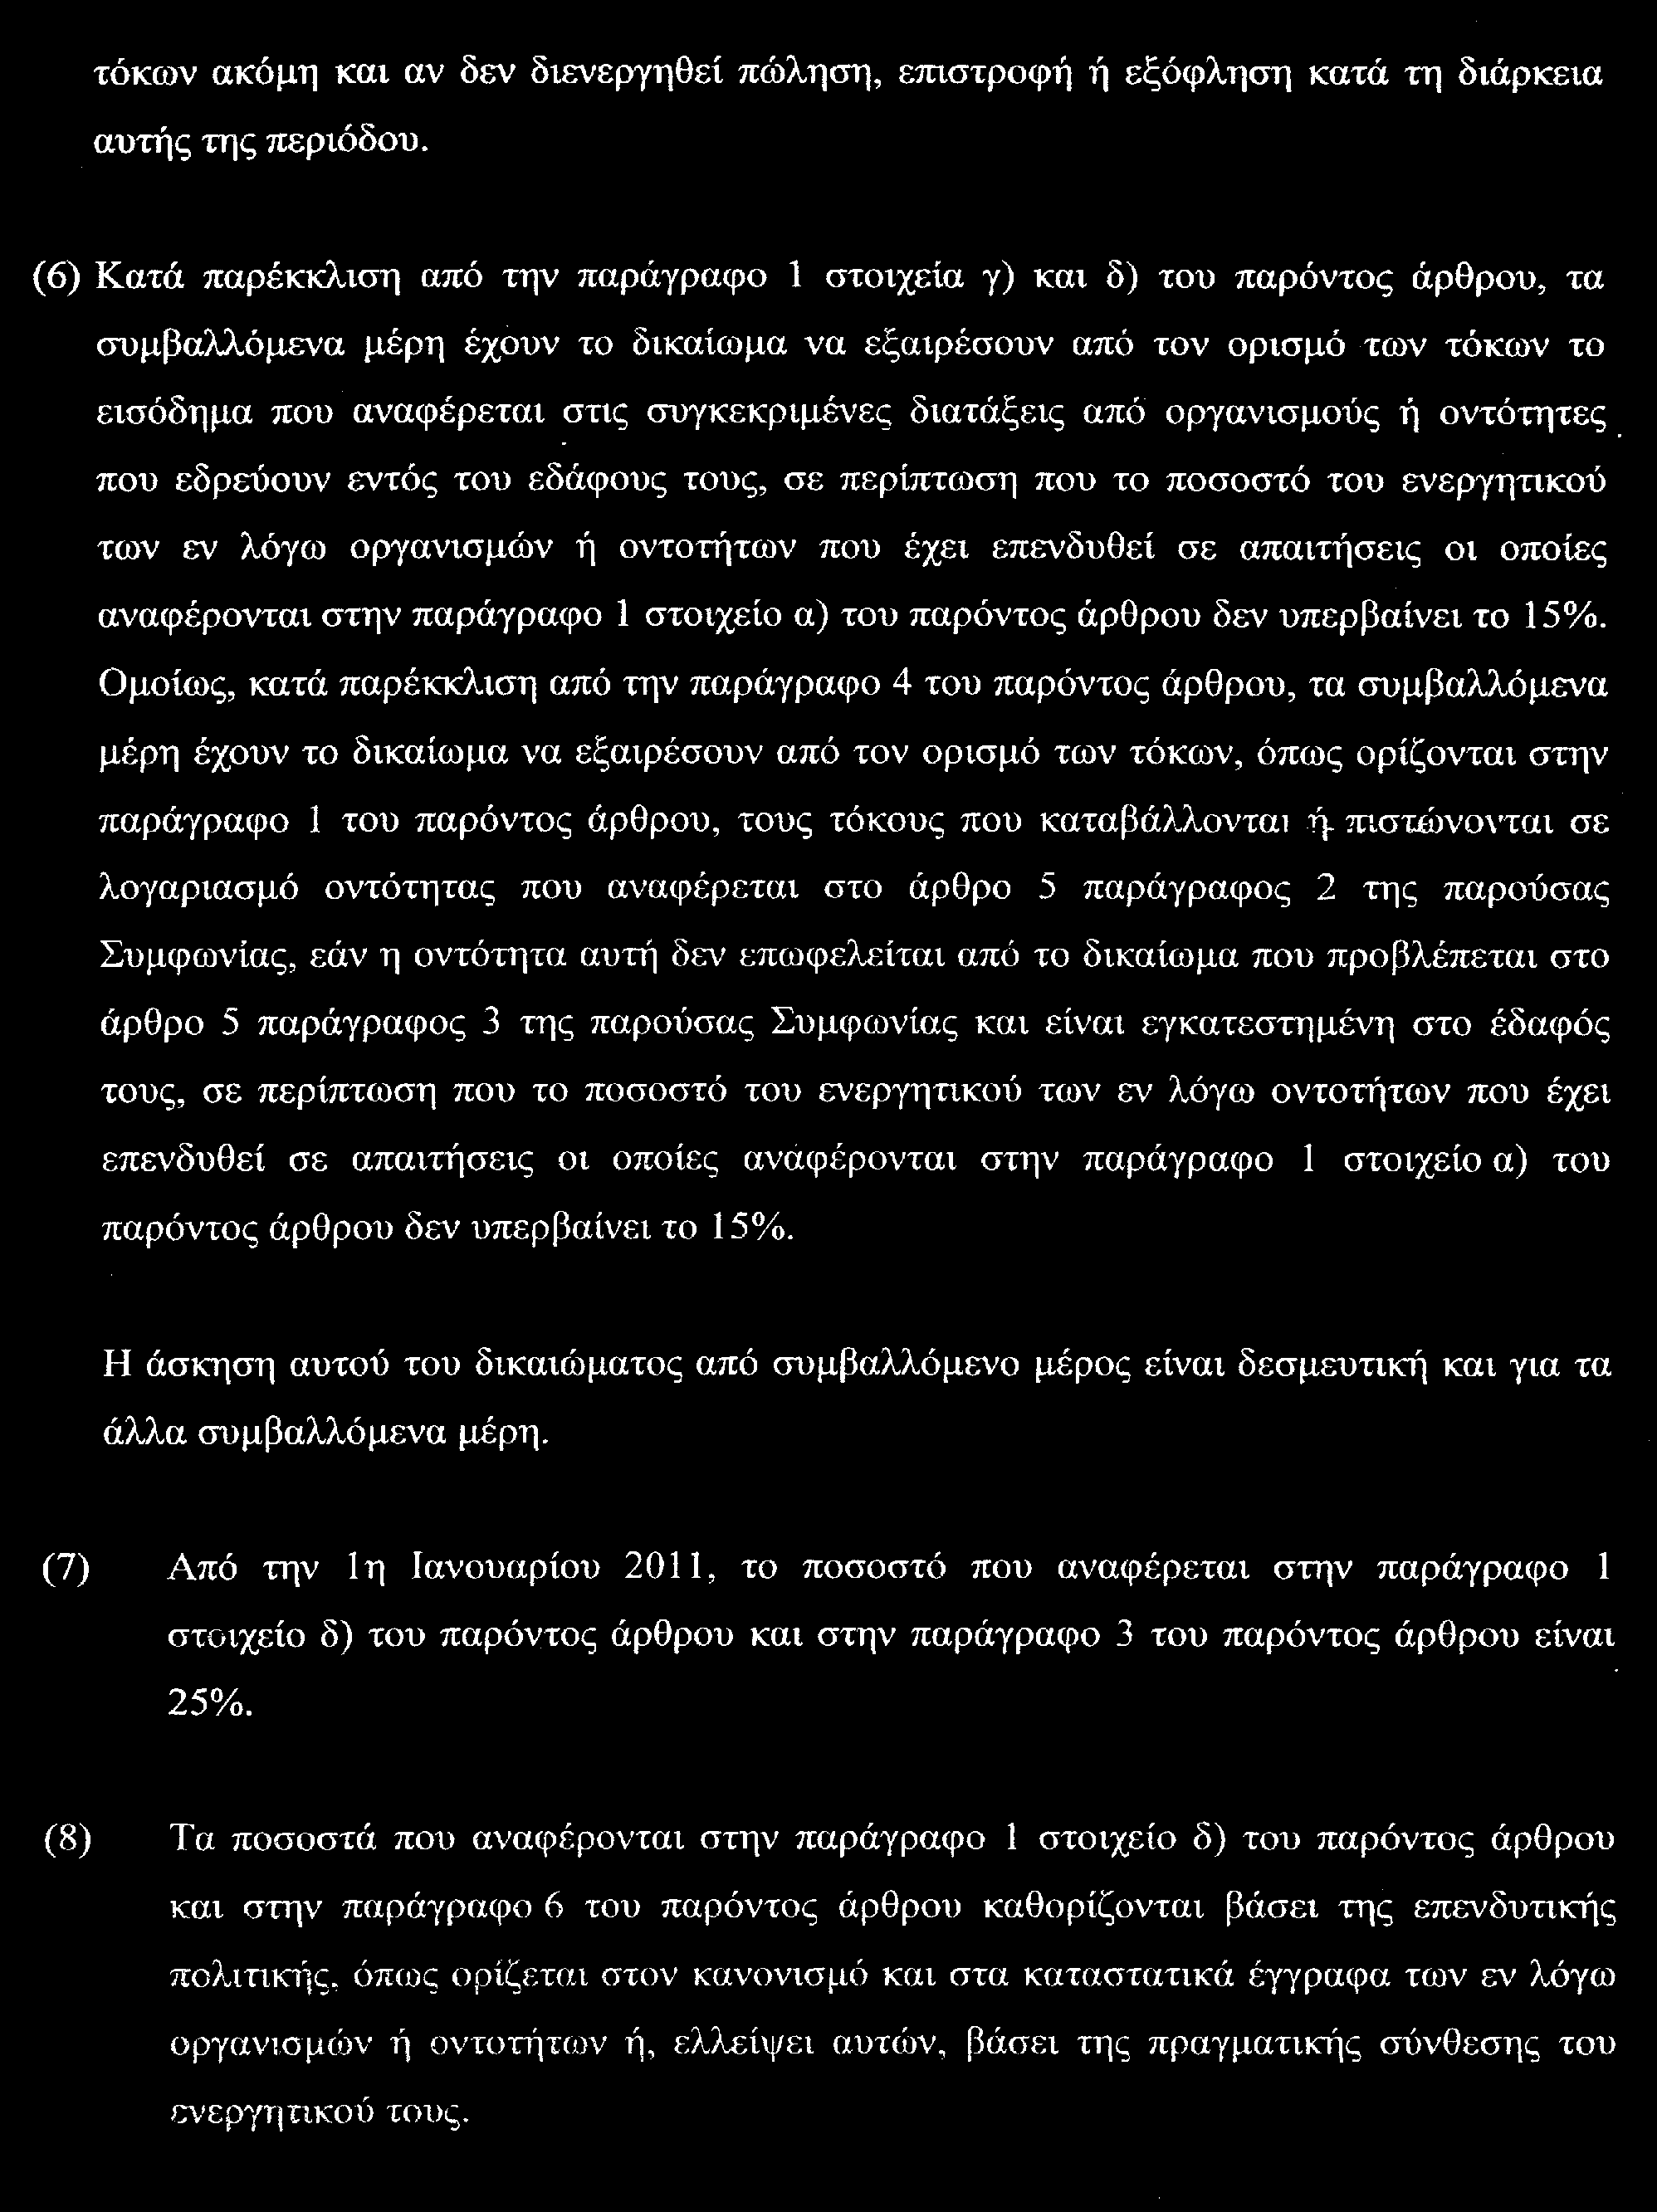 τόκων ακόμη και αν δεν διενεργηθεί πώληση, επιστροφή ή εξόφληση κατά τη διάρκεια
αυτής της περιόδου.
(6) Κατά παρέκκλιση από την παράγραφο 1 στοιχεία γ) και δ) του παρόντος άρθρου, τα
συμβαλλόμενα μέρη έχουν το δικαίωμα να εξαιρέσουν από τον ορισμό των τόκων το
εισόδημα που αναφέρεται στις συγκεκριμένες διατάξεις από οργανισμούς ή οντότητες
που εδρεύουν εντός του εδάφους τους, σε περίπτωση που το ποσοστό του ενεργητικού
των εν λόγω οργανισμών ή οντοτήτων που έχει επενδυθεί σε απαιτήσεις οι οποίες
αναφέρονται στην παράγραφο 1 στοιχείο α) του παρόντος άρθρου δεν υπερβαίνει το 15%.
Ομοίως, κατά παρέκκλιση από την παράγραφο 4 του παρόντος άρθρου, τα συμβαλλόμενα
μέρη έχουν το δικαίωμα να εξαιρέσουν από τον ορισμό των τόκων, όπως ορίζονται στην
παράγραφο 1 του παρόντος άρθρου, τους τόκους που καταβάλλονται ή πιστώνονται σε
λογαριασμό οντότητας που αναφέρεται στο άρθρο 5 παράγραφος 2 της παρούσας
Συμφωνίας, εάν η οντότητα αυτή δεν επωφελείται από το δικαίωμα που προβλέπεται στο
άρθρο 5 παράγραφος 3 της παρούσας Συμφωνίας και είναι εγκατεστημένη στο έδαφός
τους, σε περίπτωση που το ποσοστό του ενεργητικού των εν λόγω οντοτήτων που έχει
επενδυθεί σε απαιτήσεις οι οποίες αναφέρονται στην παράγραφο 1 στοιχείο α) του
παρόντος άρθρου δεν υπερβαίνει το 15%.
Η άσκηση αυτού του δικαιώματος από συμβαλλόμενο μέρος είναι δεσμευτική και για τα
άλλα συμβαλλόμενα μέρη.
(7) Από την 1η Ιανουαρίου 2011, το ποσοστό που αναφέρεται στην παράγραφο 1
στοιχείο δ) του παρόντος άρθρου και στην παράγραφο 3 του παρόντος άρθρου είναι
25%.
(8) Τα ποσοστά που αναφέρονται στην παράγραφο 1 στοιχείο δ) του παρόντος άρθρου
και στην παράγραφο 6 του παρόντος άρθρου καθορίζονται βάσει της επενδυτικής
πολιτικής, όπως ορίζεται στον κανονισμό και στα καταστατικά έγγραφα των εν λόγω
οργανισμών ή οντοτήτων ή, ελλείψει αυτών, βάσει της πραγματικής σύνθεσης του
ενεργητικού τους.